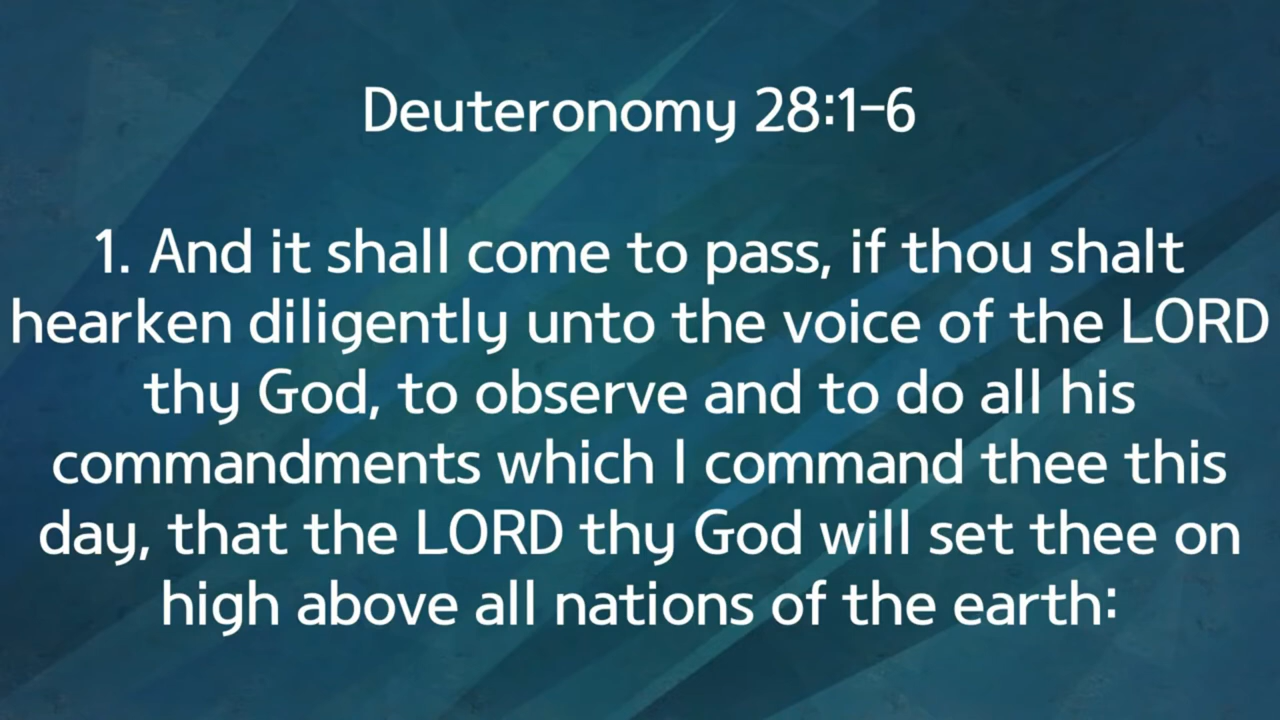 Deuteronomy 28:1-6
1. And it shall come to pass, if thou shalt
hearken diligently unto the voice of the LORD
thy God, to observe and to do all his
commandments which I command thee this
day, that the LORD thy God will set thee on
high above all nations of the earth: